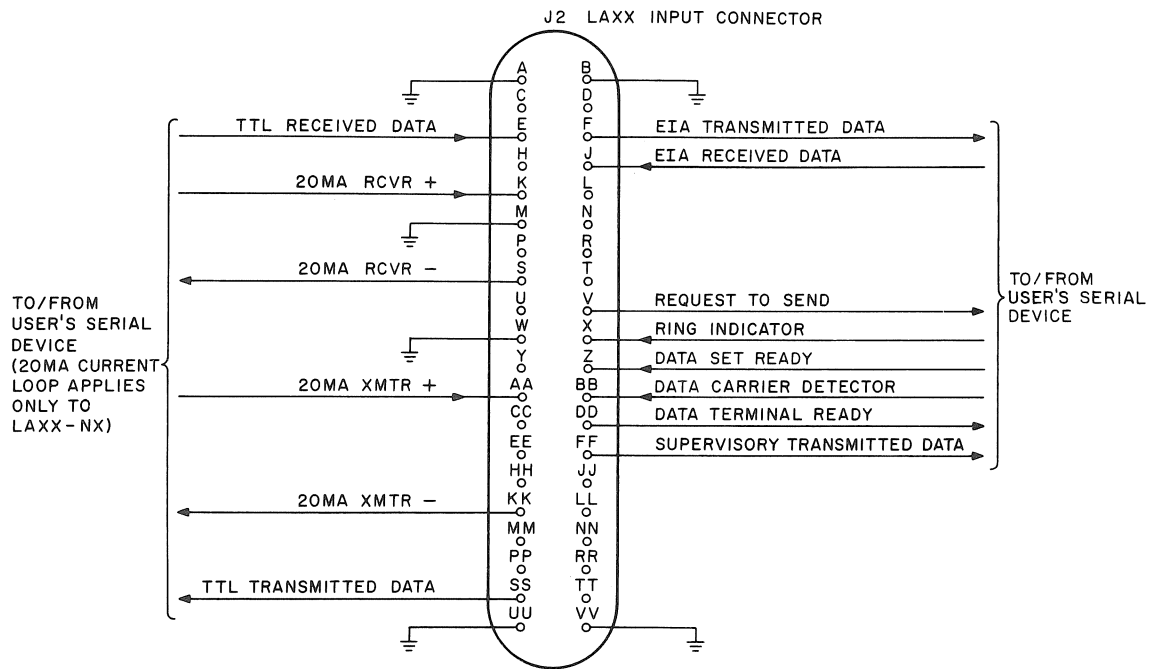 J2 LAXX INPUT CONNECTOR
A B
C D
TTL RECEIVED DATA E F EIA TRANSMITTED DATA
H J EIA RECEIVED DATA
20MA RCVR + K L
M N
P R
20MA RCVR - S T
U V REQUEST TO SEND
W X RING INDICATOR
Y Z DATA SET READY
20MA XMTR + AA BB DATA CARRIER DETECTOR
CC DD DATA TERMINAL READY
EE FF SUPERVISORY TRANSMITTED DATA
HH JJ
20MA XMTR - KK LL
MM NN
PP RR
TTL TRANSMITTED DATA SS TT
UU VV
TO/FROM
USER'S SERIAL
DEVICE
(20MA CURRENT
LOOP APPLIES
ONLY TO
LAXX-NX)
TO/FROM
USER'S SERIAL
DEVICE